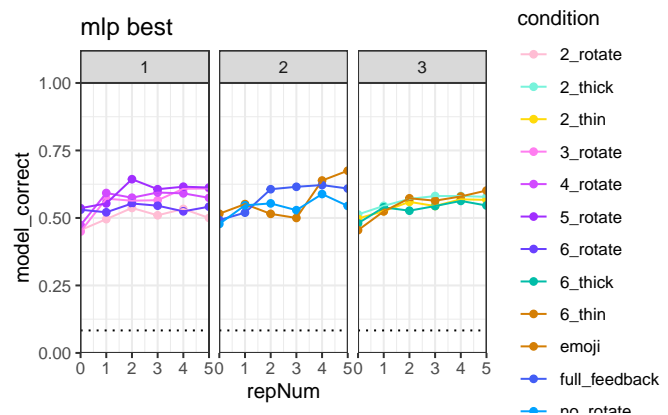 mlp best
condition
1 2 3
1.00
0.75
0.50
0.25
0.00
model_correct
0 1 2 3 4 5 0 1 2 3 4 5 0 1 2 3 4 5
repNum
2_rotate
2_thick
2_thin
3_rotate
4_rotate
5_rotate
6_rotate
6_thick
6_thin
emoji
full_feedback
no_rotate